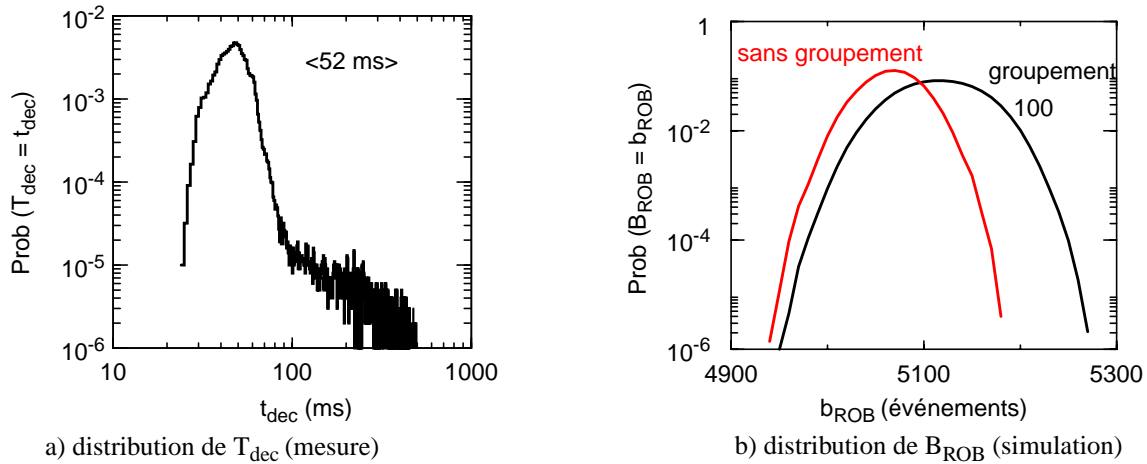 10^-2
10^-3
10^-4
10^-5
10^-6
10
100
1000
<52 ms>
Prob (T_dec = t_dec)
t_dec (ms)
a) distribution de T_dec (mesure)
1
10^-2
10^-4
10^-6
4900
5100
5300
sans groupement
groupement
100
Prob (B_ROB = b_ROB)
b_ROB (événements)
b) distribution de B_ROB (simulation)